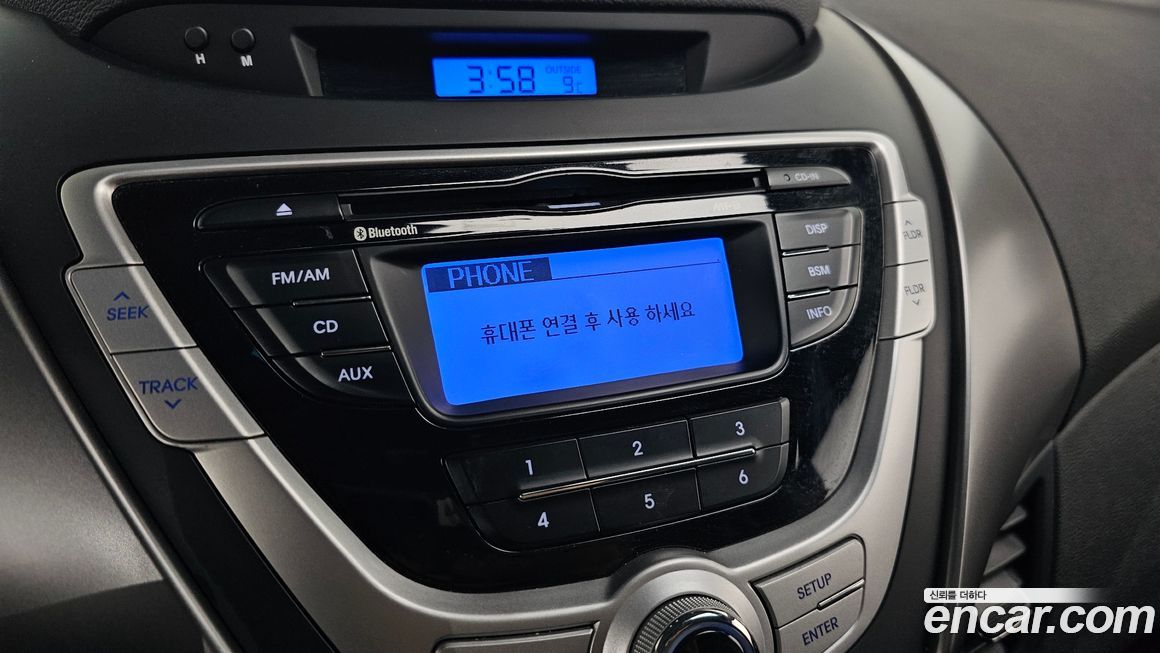 H
M
3:58
OUTSIDE
9c
CD-IN
Bluetooth
FM/AM
CD
AUX
SEEK
TRACK
PHONE
휴대폰 연결 후 사용 하세요
DISP
BSM
INFO
FLDR
FLDR
1
2
3
4
5
6
SETUP
ENTER
신뢰를 더하다
encar.com